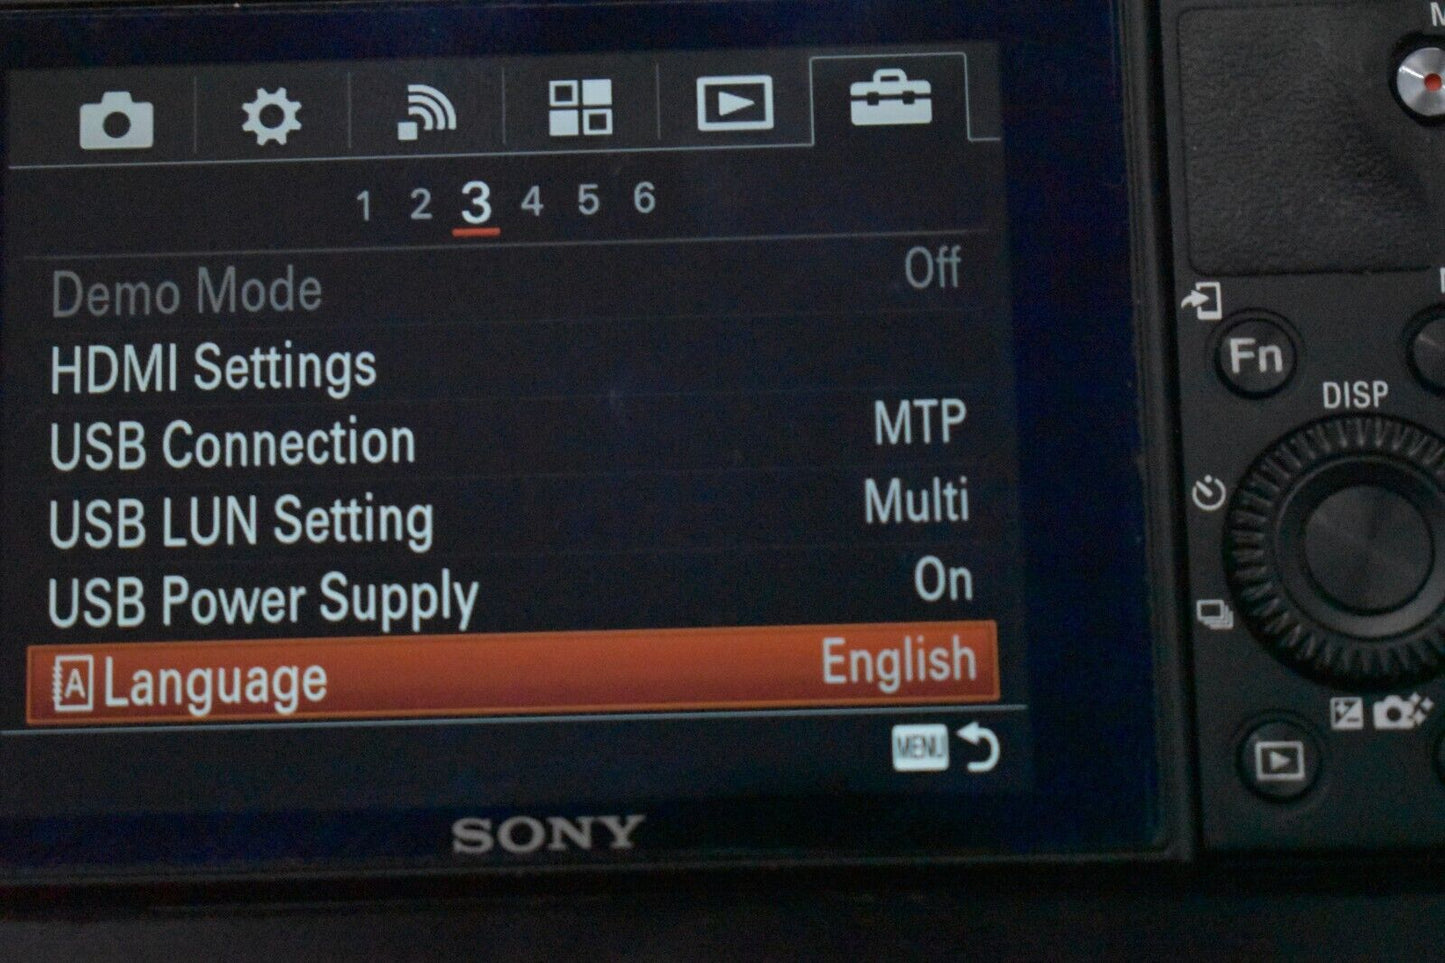 1 2 3 4 5 6
Demo Mode Off
HDMI Settings
USB Connection MTP
USB LUN Setting Multi
USB Power Supply On
A Language English
MENU
SONY
Fn
DISP